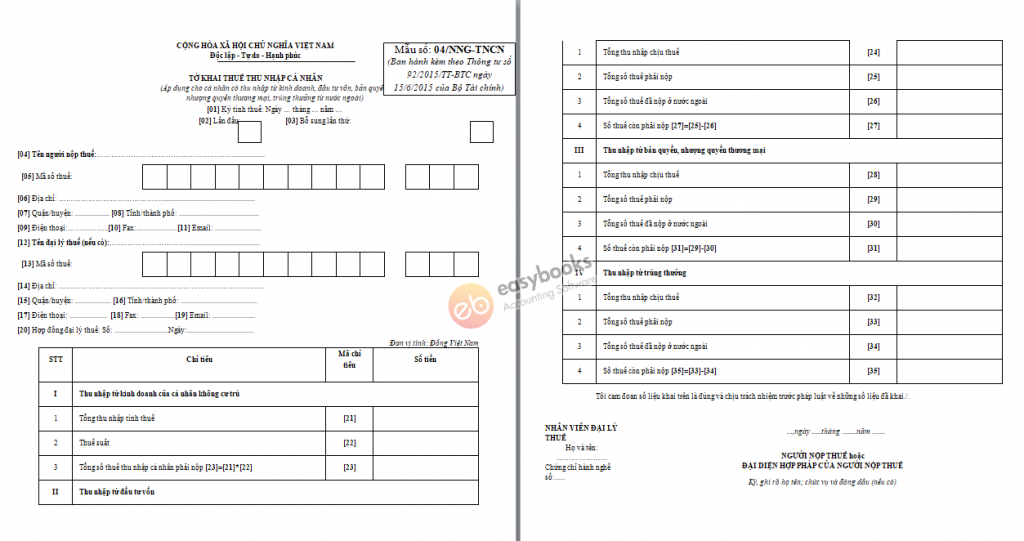 CỘNG HÒA XÃ HỘI CHỦ NGHĨA VIỆT NAM
Độc lập - Tự do - Hạnh phúc
Mẫu số: 04/NNG-TNCN
(Ban hành kèm theo Thông tư số
92/2015/TT-BTC ngày
15/6/2015 của Bộ Tài chính)
TỜ KHAI THUẾ THU NHẬP CÁ NHÂN
(Áp dụng cho cá nhân có thu nhập từ kinh doanh, đầu tư vốn, bản quyề
nhượng quyền thương mại, trúng thưởng từ nước ngoài)
[01] Kỳ tính thuế: Ngày ... tháng ... năm ...
[02] Lần đầu: [03] Bổ sung lần thứ:
[04] Tên người nộp thuế:....................
[05] Mã số thuế:
[06] Địa chỉ: ....................
[07] Quận/huyện: .................... [08] Tỉnh/thành phố: ....................
[09] Điện thoại:....................[10] Fax:....................[11] Email: ....................
[12] Tên đại lý thuế (nếu có):....................
[13] Mã số thuế:
[14] Địa chỉ: ....................
[15] Quận/huyện: .................... [16] Tỉnh/thành phố: ....................
[17] Điện thoại: .................... [18] Fax: .................... [19] Email: ....................
[20] Hợp đồng đại lý thuế: Số: ....................Ngày:....................
Đơn vị tính: Đồng Việt Nam
STT Chỉ tiêu Mã chỉ tiêu Số tiền
I Thu nhập từ kinh doanh của cá nhân không cư trú
1 Tổng thu nhập tính thuế [21]
2 Thuế suất [22]
3 Tổng số thuế thu nhập cá nhân phải nộp [23]=[21]*[22] [23]
II Thu nhập từ đầu tư vốn
1 Tổng thu nhập chịu thuế [24]
2 Tổng số thuế phải nộp [25]
3 Tổng số thuế đã nộp ở nước ngoài [26]
4 Số thuế còn phải nộp [27]=[25]-[26] [27]
III Thu nhập từ bản quyền, nhượng quyền thương mại
1 Tổng thu nhập chịu thuế [28]
2 Tổng số thuế phải nộp [29]
3 Tổng số thuế đã nộp ở nước ngoài [30]
4 Số thuế còn phải nộp [31]=[29]-[30] [31]
IV Thu nhập từ trúng thưởng
1 Tổng thu nhập chịu thuế [32]
2 Tổng số thuế phải nộp [33]
3 Tổng số thuế đã nộp ở nước ngoài [34]
4 Số thuế còn phải nộp [35]=[33]-[34] [35]
Tôi cam đoan số liệu khai trên là đúng và chịu trách nhiệm trước pháp luật về những số liệu đã khai./.
NHÂN VIÊN ĐẠI LÝ
THUẾ
Họ và tên:
....................
Chứng chỉ hành nghề
số:......
...,ngày .....tháng ........năm ......
NGƯỜI NỘP THUẾ hoặc
ĐẠI DIỆN HỢP PHÁP CỦA NGƯỜI NỘP THUẾ
Ký, ghi rõ họ tên; chức vụ và đóng dấu (nếu có)
eb easybooks
Accounting Software